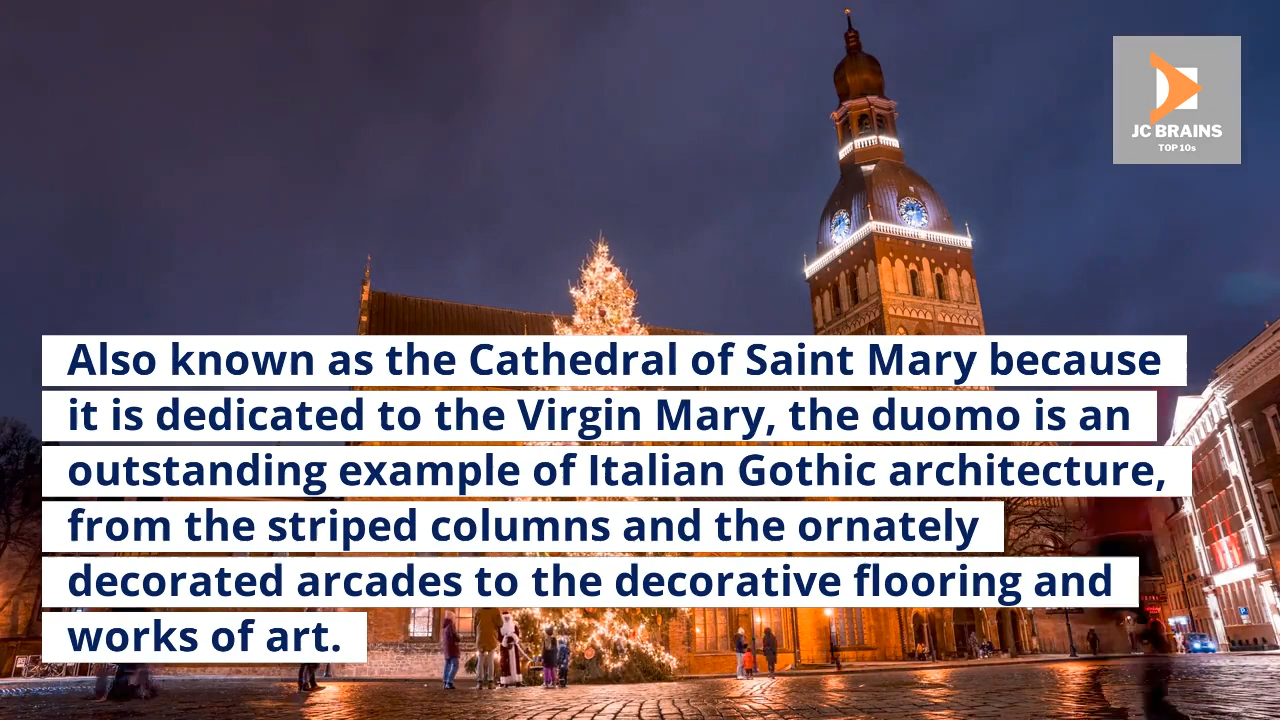 JC BRAINS
TOP 10s
Also known as the Cathedral of Saint Mary because
it is dedicated to the Virgin Mary, the duomo is an
outstanding example of Italian Gothic architecture,
from the striped columns and the ornately
decorated arcades to the decorative flooring and
works of art.